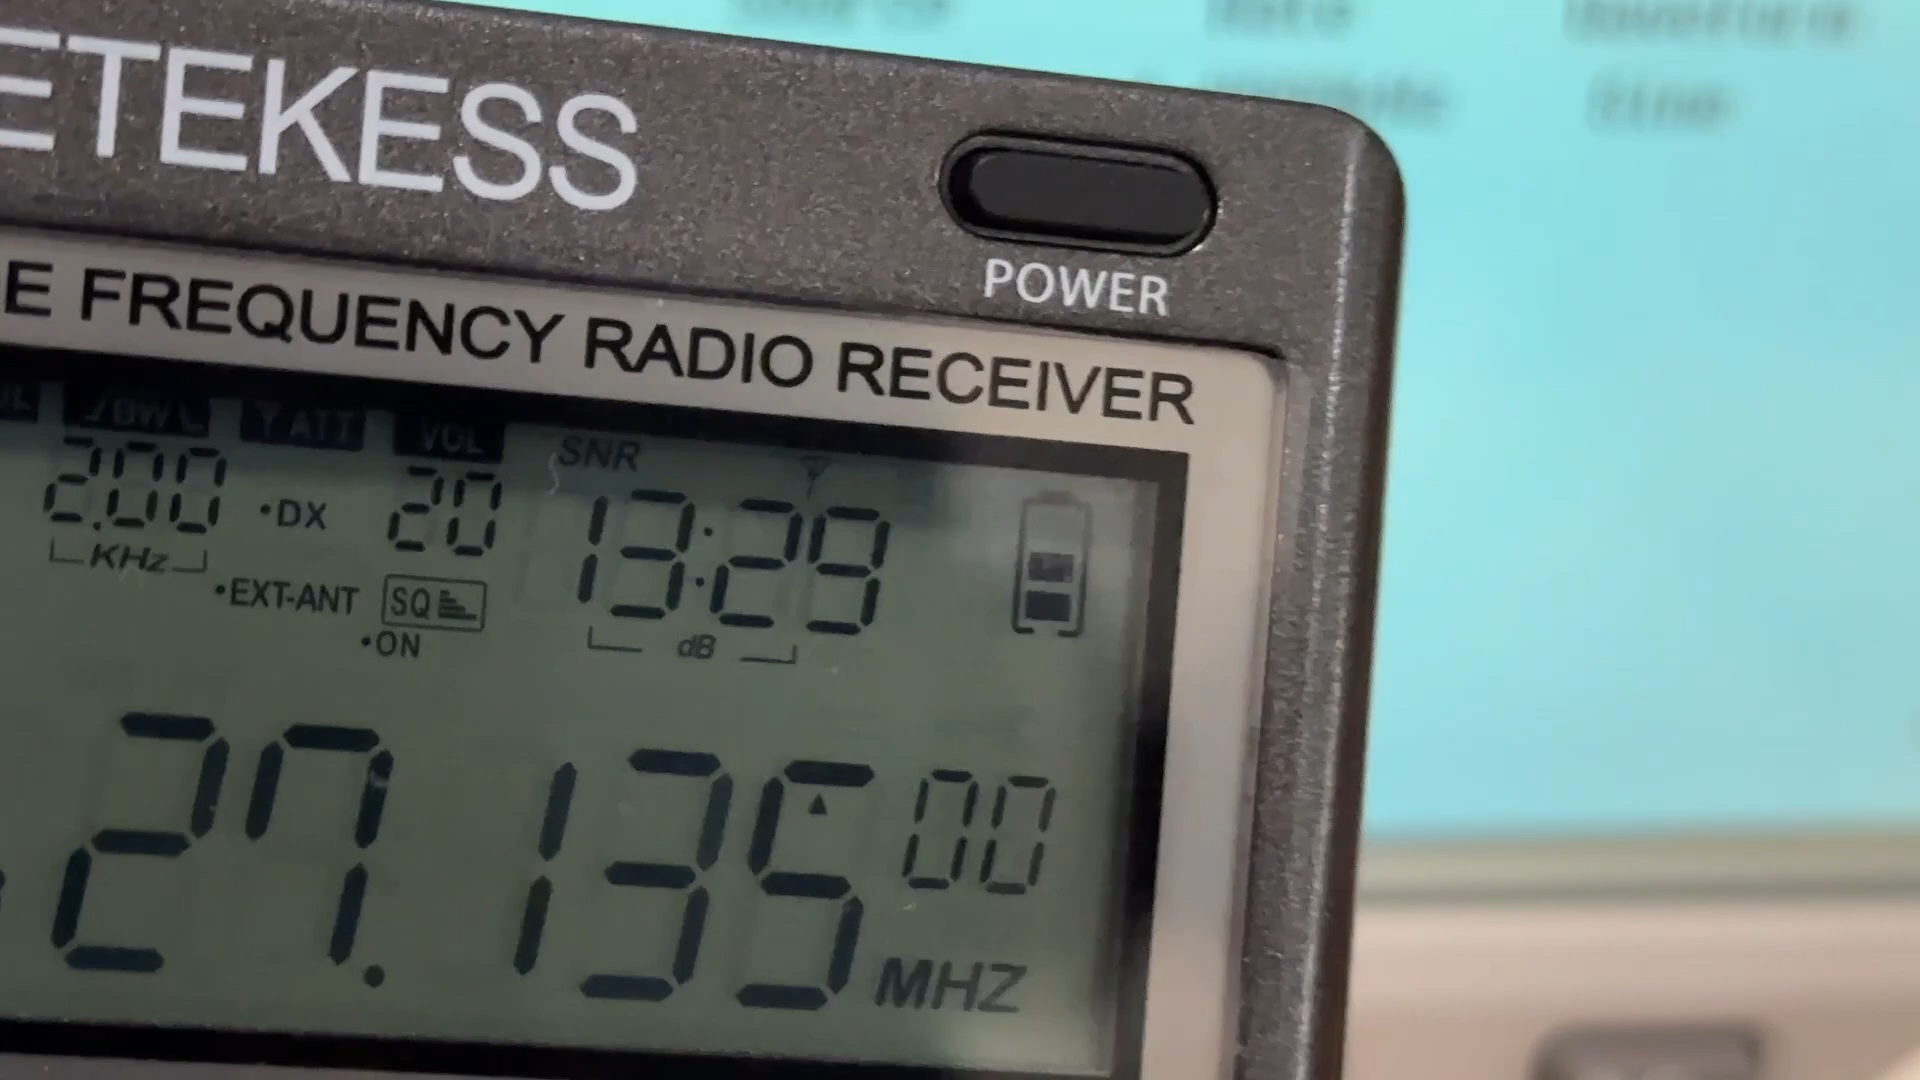 ETEKESS
POWER
E FREQUENCY RADIO RECEIVER
BW ATT VOL SNR
2.00 •DX 20 13:29
KHz
•EXT-ANT SQ
•ON dB
27.135 00
MHZ